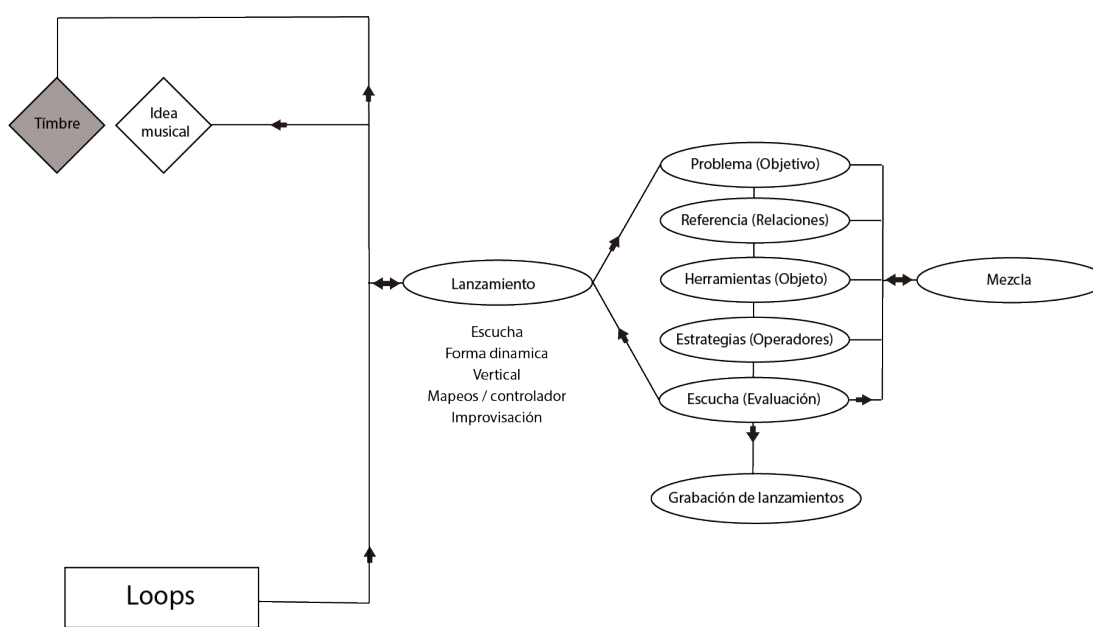 Tímbre
Idea
musical
Problema (Objetivo)
Referencia (Relaciones)
Herramientas (Objeto)
Estrategias (Operadores)
Escucha (Evaluación)
Lanzamiento
Escucha
Forma dinamica
Vertical
Mapeos / controlador
Improvisación
Mezcla
Grabación de lanzamientos
Loops